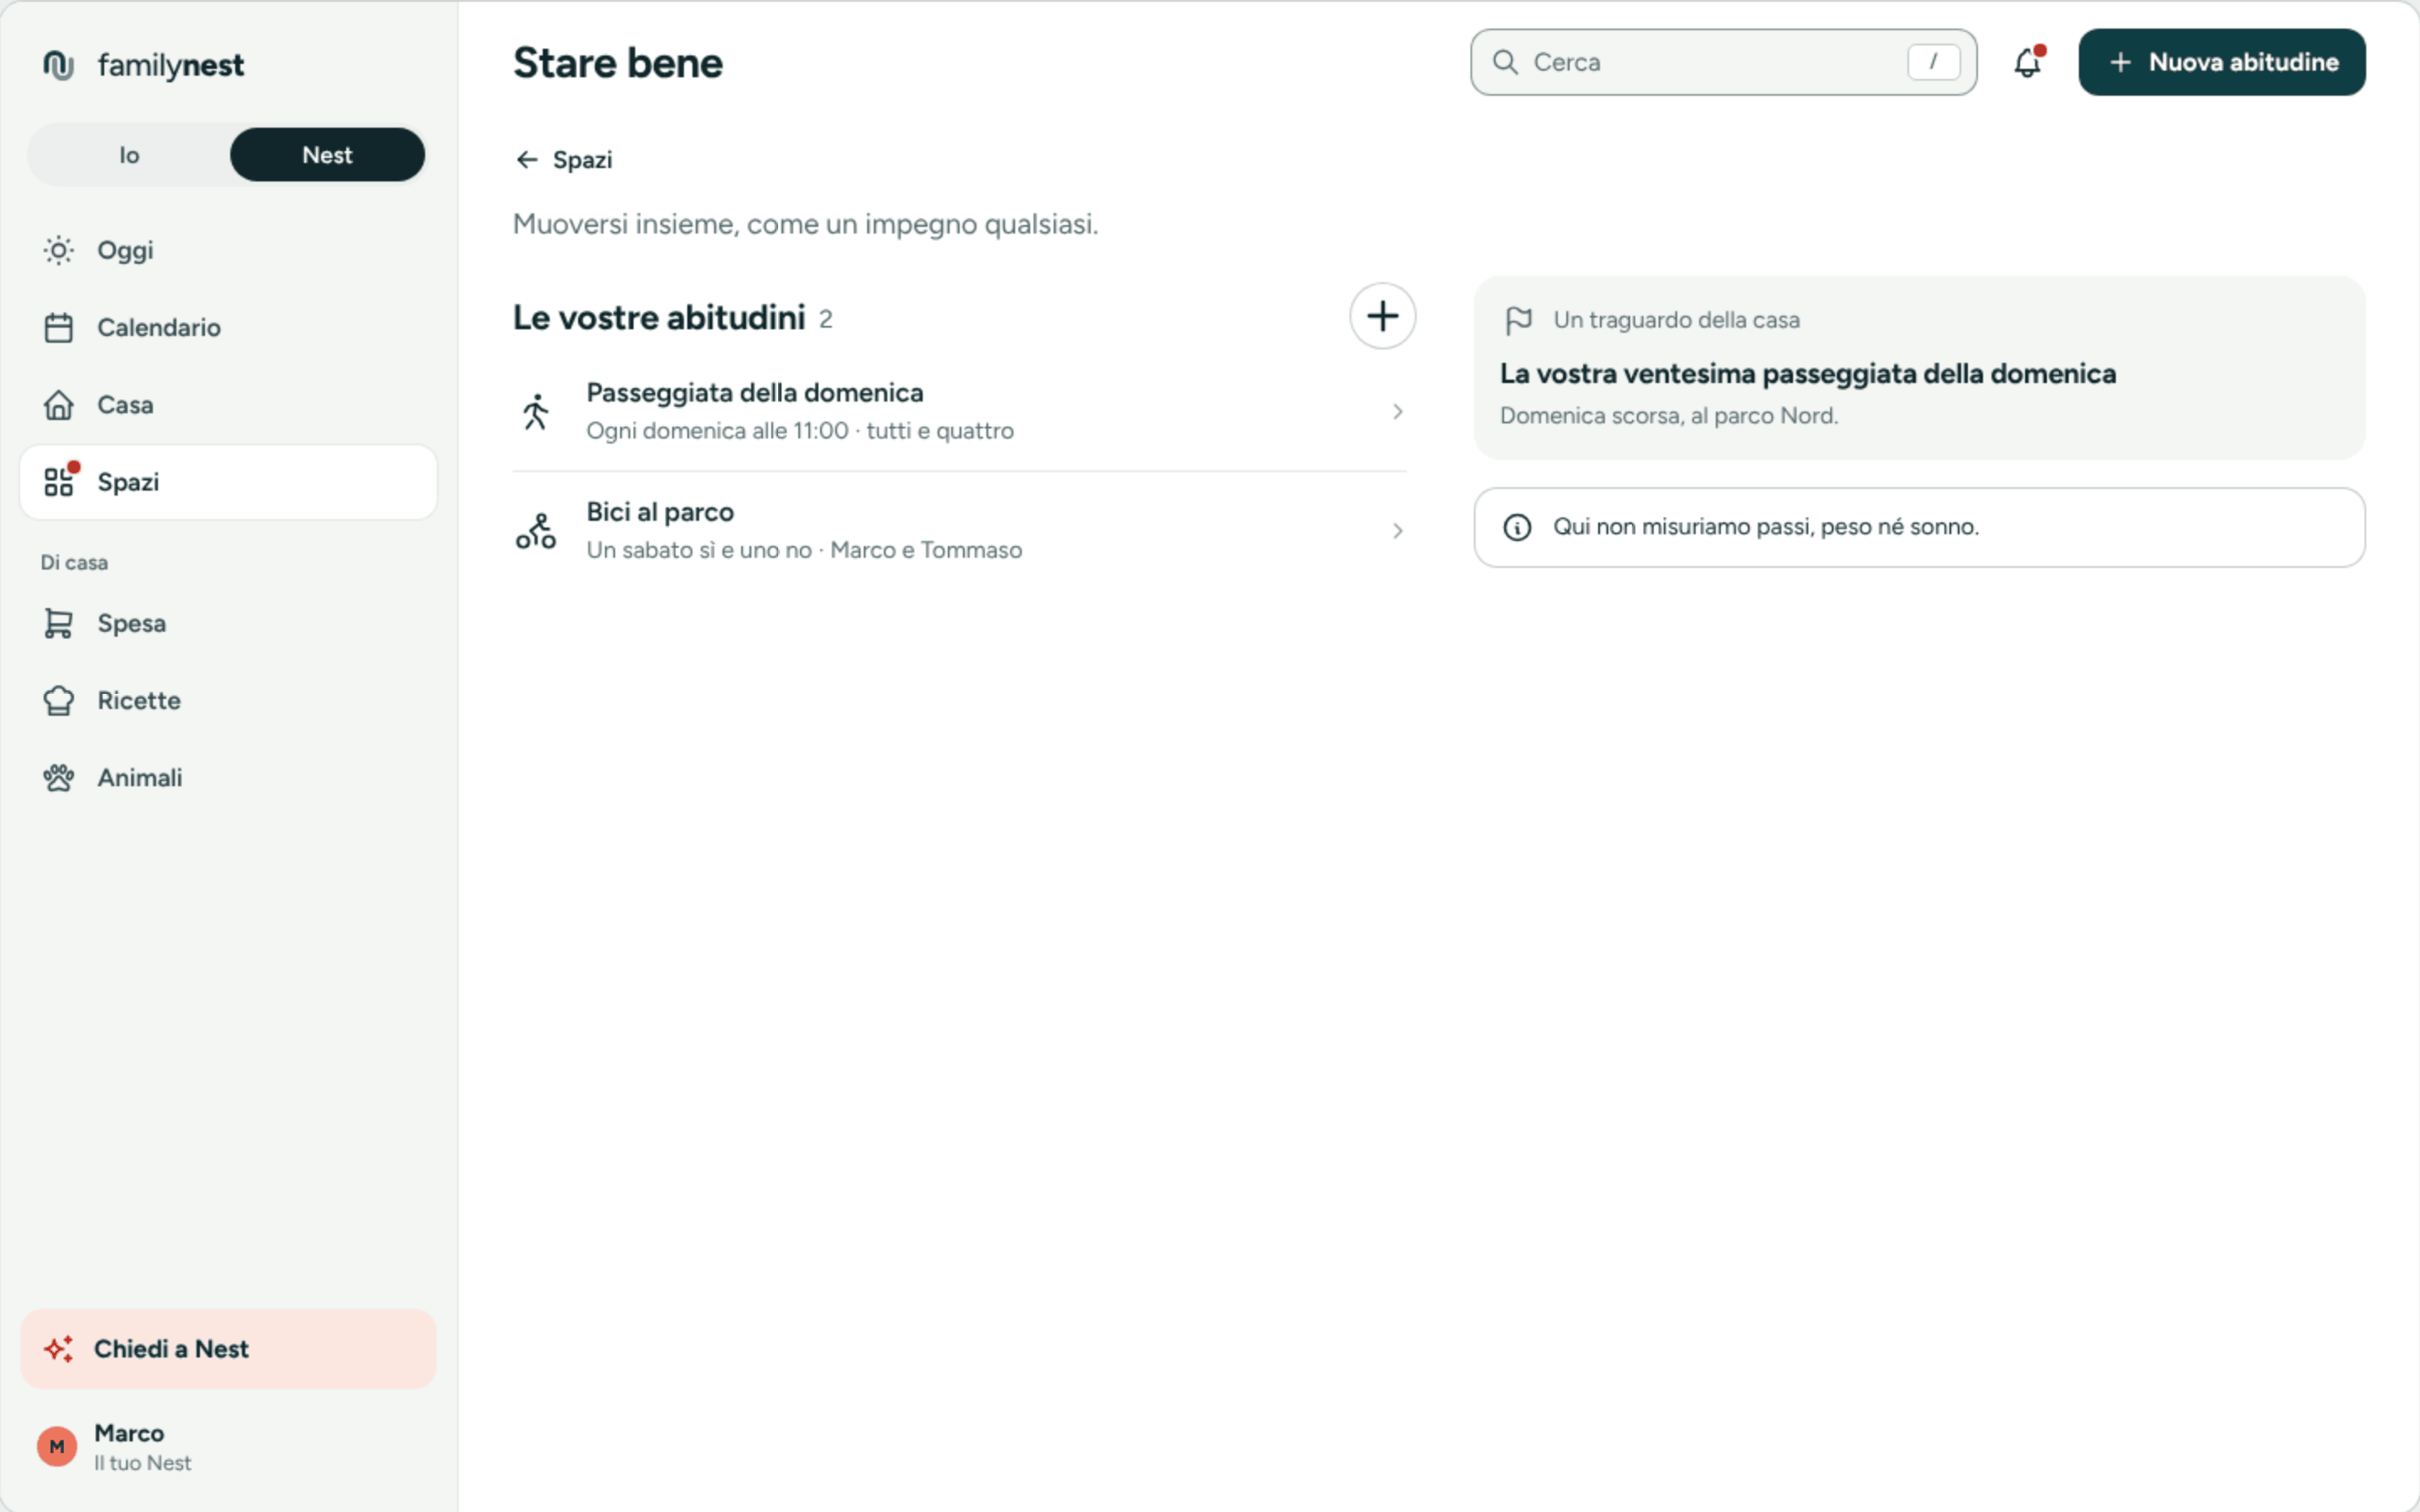 familynest
Io
Nest
Oggi
Calendario
Casa
Spazi
Di casa
Spesa
Ricette
Animali
Chiedi a Nest
M
Marco
Il tuo Nest
Stare bene
Cerca
/
Nuova abitudine
Spazi
Muoversi insieme, come un impegno qualsiasi.
Le vostre abitudini 2
Passeggiata della domenica
Ogni domenica alle 11:00 · tutti e quattro
Bici al parco
Un sabato sì e uno no · Marco e Tommaso
Un traguardo della casa
La vostra ventesima passeggiata della domenica
Domenica scorsa, al parco Nord.
Qui non misuriamo passi, peso né sonno.